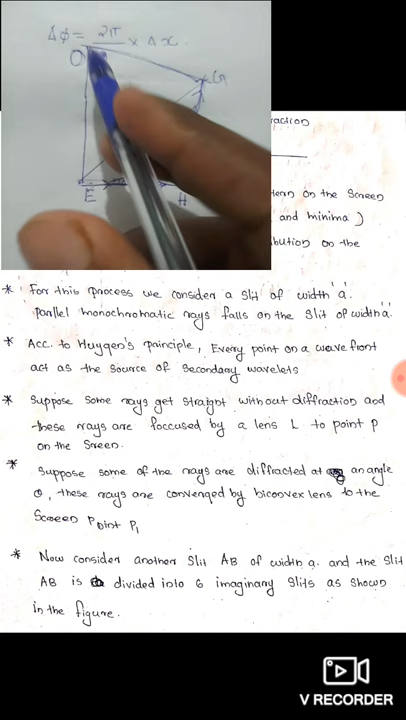 Δφ = 2π × Δx.
O
G
E
H
raction
tern on the Screen
and minima )
ibution on the
* For this process we consider a slit of width 'a'.
Parllel monochromatic rays falls on the slit of width 'a'.
* Acc. to Huygen's principle, Every point on a wave front
act as the source of secondary wavelets
* Suppose some rays get straight without diffraction and
these rays are foccused by a lens L to point P
on the Screen.
* Suppose some of the rays are diffracted at an angle
θ, these rays are convenged by biconvex lens to the
Screen Point P₁
* Now consider another Slit AB of width a. and the slit
AB is divided into 6 imaginary slits as shown
in the figure.
V RECORDER